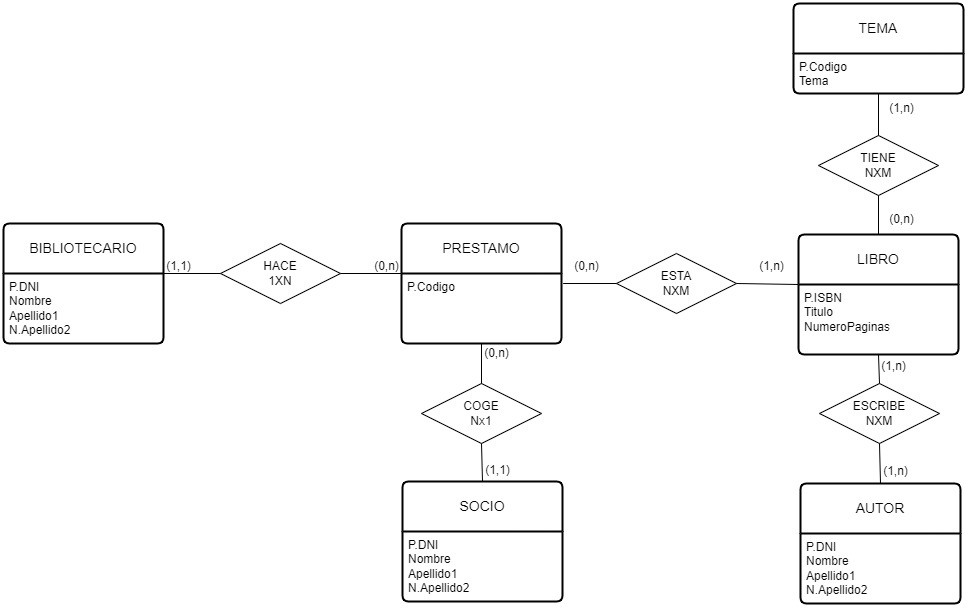 TEMA
P.Codigo
Tema
(1,n)
TIENE
NXM
(0,n)
BIBLIOTECARIO
P.DNI
Nombre
Apellido1
N.Apellido2
(1,1)
HACE
1XN
(0,n)
PRESTAMO
P.Codigo
(0,n)
ESTA
NXM
(1,n)
LIBRO
P.ISBN
Titulo
NumeroPaginas
(0,n)
COGE
Nx1
(1,1)
SOCIO
P.DNI
Nombre
Apellido1
N.Apellido2
(1,n)
ESCRIBE
NXM
(1,n)
AUTOR
P.DNI
Nombre
Apellido1
N.Apellido2